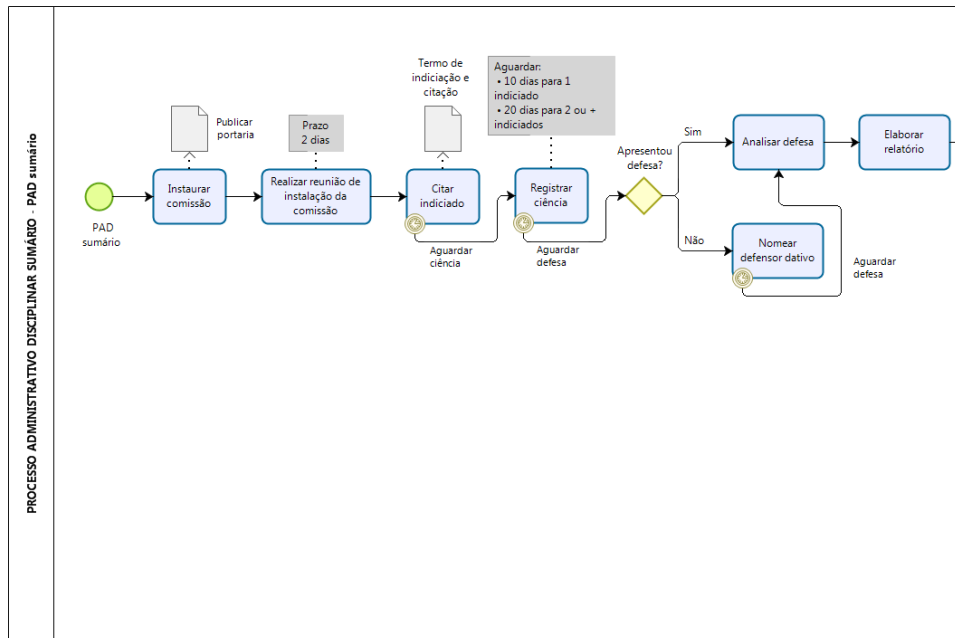 PROCESSO ADMINISTRATIVO DISCIPLINAR SUMÁRIO - PAD sumário
PAD
sumário
Publicar
portaria
Instaurar
comissão
Prazo
2 dias
Realizar reunião de
instalação da
comissão
Termo de
indiciação e
citação
Citar
indiciado
Aguardar
ciência
Aguardar:
• 10 dias para 1
indiciado
• 20 dias para 2 ou +
indiciados
Registrar
ciência
Aguardar
defesa
Apresentou
defesa?
Sim
Não
Analisar defesa
Nomear
defensor dativo
Aguardar
defesa
Elaborar
relatório